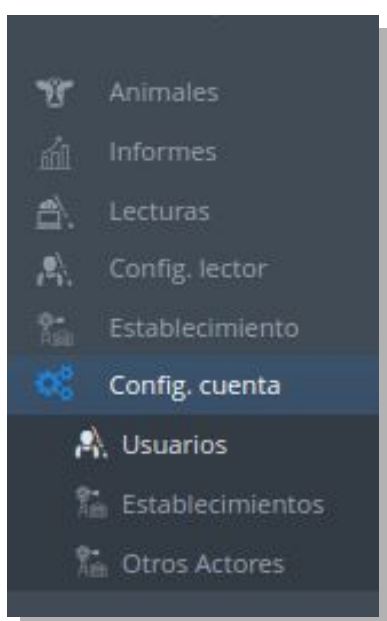 Animales
Informes
Lecturas
Config. lector
Establecimiento
Config. cuenta
Usuarios
Establecimientos
Otros Actores